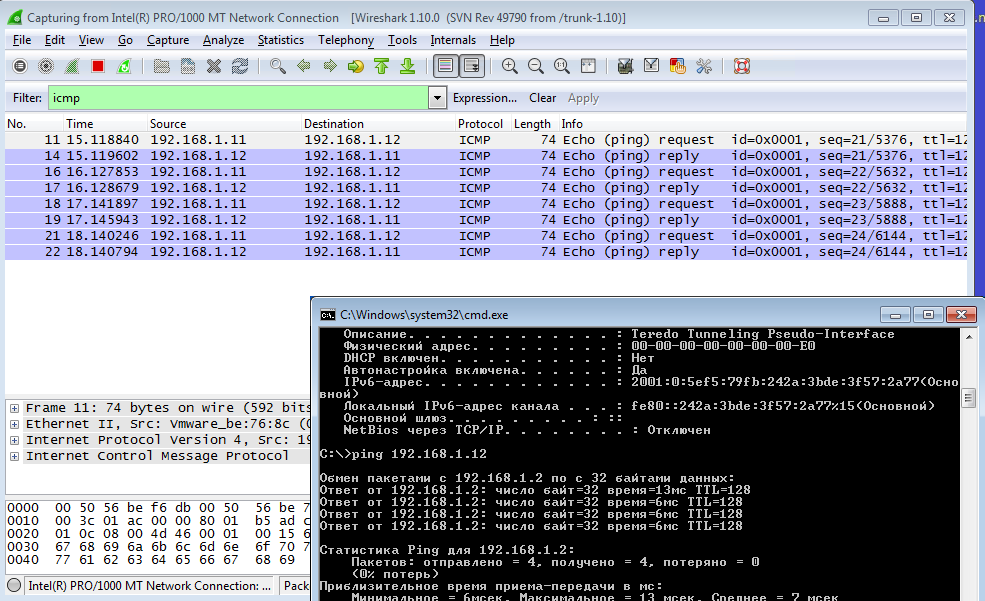 Capturing from Intel(R) PRO/1000 MT Network Connection [Wireshark 1.10.0 (SVN Rev 49790 from /trunk-1.10)]
File Edit View Go Capture Analyze Statistics Telephony Tools Internals Help
Filter: icmp Expression... Clear Apply
No. Time Source Destination Protocol Length Info
11 15.118840 192.168.1.11 192.168.1.12 ICMP 74 Echo (ping) request id=0x0001, seq=21/5376, ttl=12
14 15.119602 192.168.1.12 192.168.1.11 ICMP 74 Echo (ping) reply id=0x0001, seq=21/5376, ttl=12
16 16.127853 192.168.1.11 192.168.1.12 ICMP 74 Echo (ping) request id=0x0001, seq=22/5632, ttl=12
17 16.128679 192.168.1.12 192.168.1.11 ICMP 74 Echo (ping) reply id=0x0001, seq=22/5632, ttl=12
18 17.141897 192.168.1.11 192.168.1.12 ICMP 74 Echo (ping) request id=0x0001, seq=23/5888, ttl=12
19 17.145943 192.168.1.12 192.168.1.11 ICMP 74 Echo (ping) reply id=0x0001, seq=23/5888, ttl=12
21 18.140246 192.168.1.11 192.168.1.12 ICMP 74 Echo (ping) request id=0x0001, seq=24/6144, ttl=12
22 18.140794 192.168.1.12 192.168.1.11 ICMP 74 Echo (ping) reply id=0x0001, seq=24/6144, ttl=12
Frame 11: 74 bytes on wire (592 bits
Ethernet II, Src: Vmware_be:76:8c (
Internet Protocol Version 4, Src: 19
Internet Control Message Protocol
0000 00 50 56 be f6 db 00 50 56 be 7
0010 00 3c 01 ac 00 00 80 01 b5 ad c
0020 01 0c 08 00 4d 46 00 01 00 15 6
0030 67 68 69 6a 6b 6c 6d 6e 6f 70 7
0040 77 61 62 63 64 65 66 67 68 69
Intel(R) PRO/1000 MT Network Connection: ... Pack
C:\Windows\system32\cmd.exe
Описание. . . . . . . . . . . . . : Teredo Tunneling Pseudo-Interface
Физический адрес. . . . . . . . . : 00-00-00-00-00-00-00-E0
DHCP включен. . . . . . . . . . . : Нет
Автонастройка включена. . . . . . : Да
IPv6-адрес. . . . . . . . . . . . : 2001:0:5ef5:79fb:242a:3bde:3f57:2a77(Осно
вной)
Локальный IPv6-адрес канала . . . : fe80::242a:3bde:3f57:2a77%15(Основной)
Основной шлюз. . . . . . . . . : ::
NetBios через TCP/IP. . . . . . . . : Отключен
C:\>ping 192.168.1.12
Обмен пакетами с 192.168.1.2 по с 32 байтами данных:
Ответ от 192.168.1.2: число байт=32 время=13мс TTL=128
Ответ от 192.168.1.2: число байт=32 время=6мс TTL=128
Ответ от 192.168.1.2: число байт=32 время=6мс TTL=128
Ответ от 192.168.1.2: число байт=32 время=6мс TTL=128
Статистика Ping для 192.168.1.2:
Пакетов: отправлено = 4, получено = 4, потеряно = 0
(0% потерь)
Приблизительное время приема-передачи в мс:
Минимальное = 6мсек, Максимальное = 13 мсек, Среднее = 7 мсек